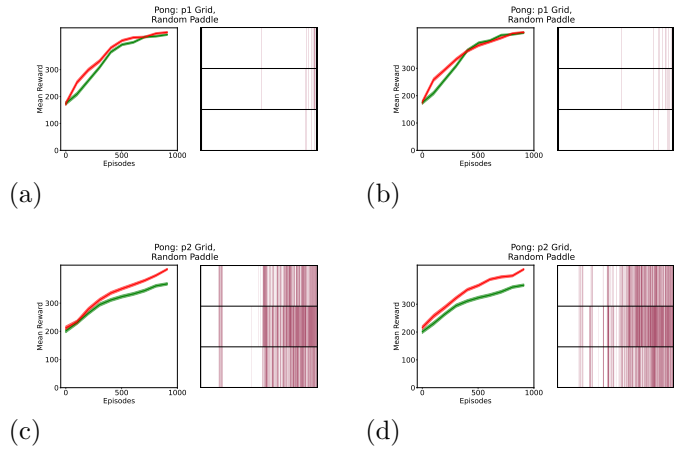 Pong: p1 Grid,
Random Paddle
Mean Reward
300
200
100
0
0
500
1000
Episodes
(a)
Pong: p1 Grid,
Random Paddle
Mean Reward
300
200
100
0
0
500
1000
Episodes
(b)
Pong: p2 Grid,
Random Paddle
Mean Reward
300
200
100
0
0
500
1000
Episodes
(c)
Pong: p2 Grid,
Random Paddle
Mean Reward
300
200
100
0
0
500
1000
Episodes
(d)